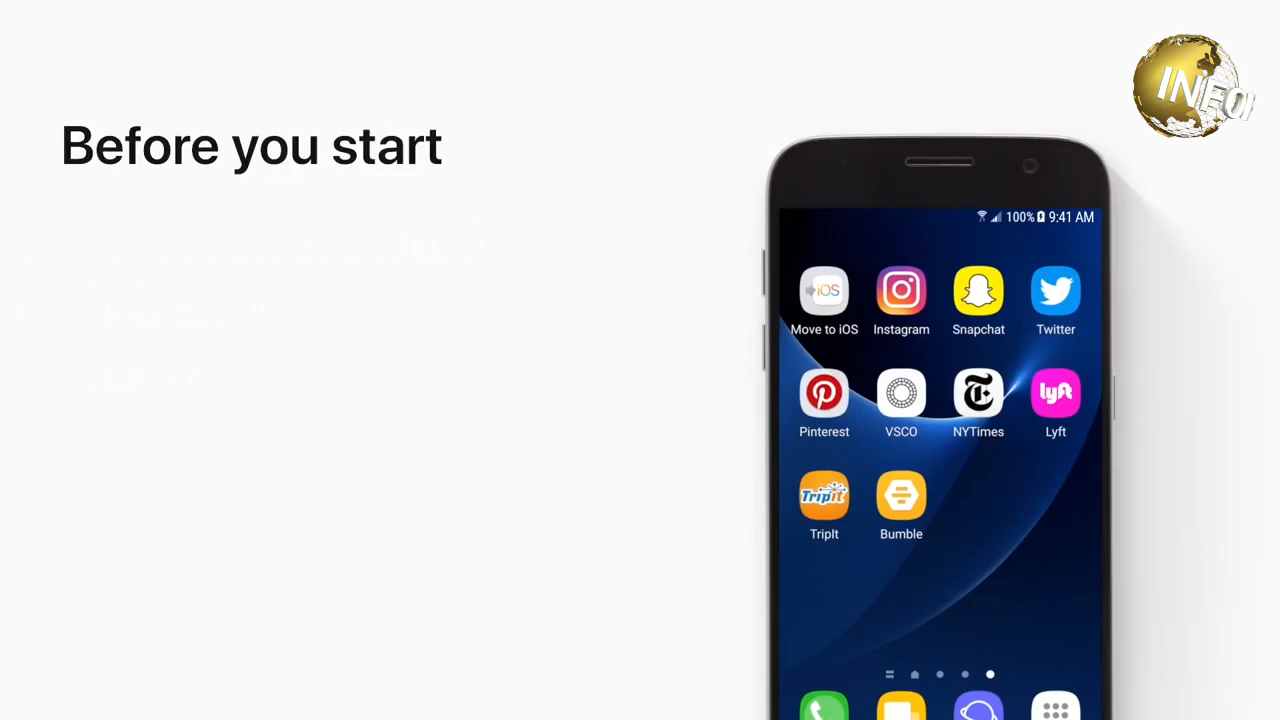 Before you start
INFO
100% 9:41 AM
iOS
Move to iOS Instagram Snapchat Twitter
lyft
Pinterest VSCO NYTimes Lyft
TripIt
TripIt Bumble